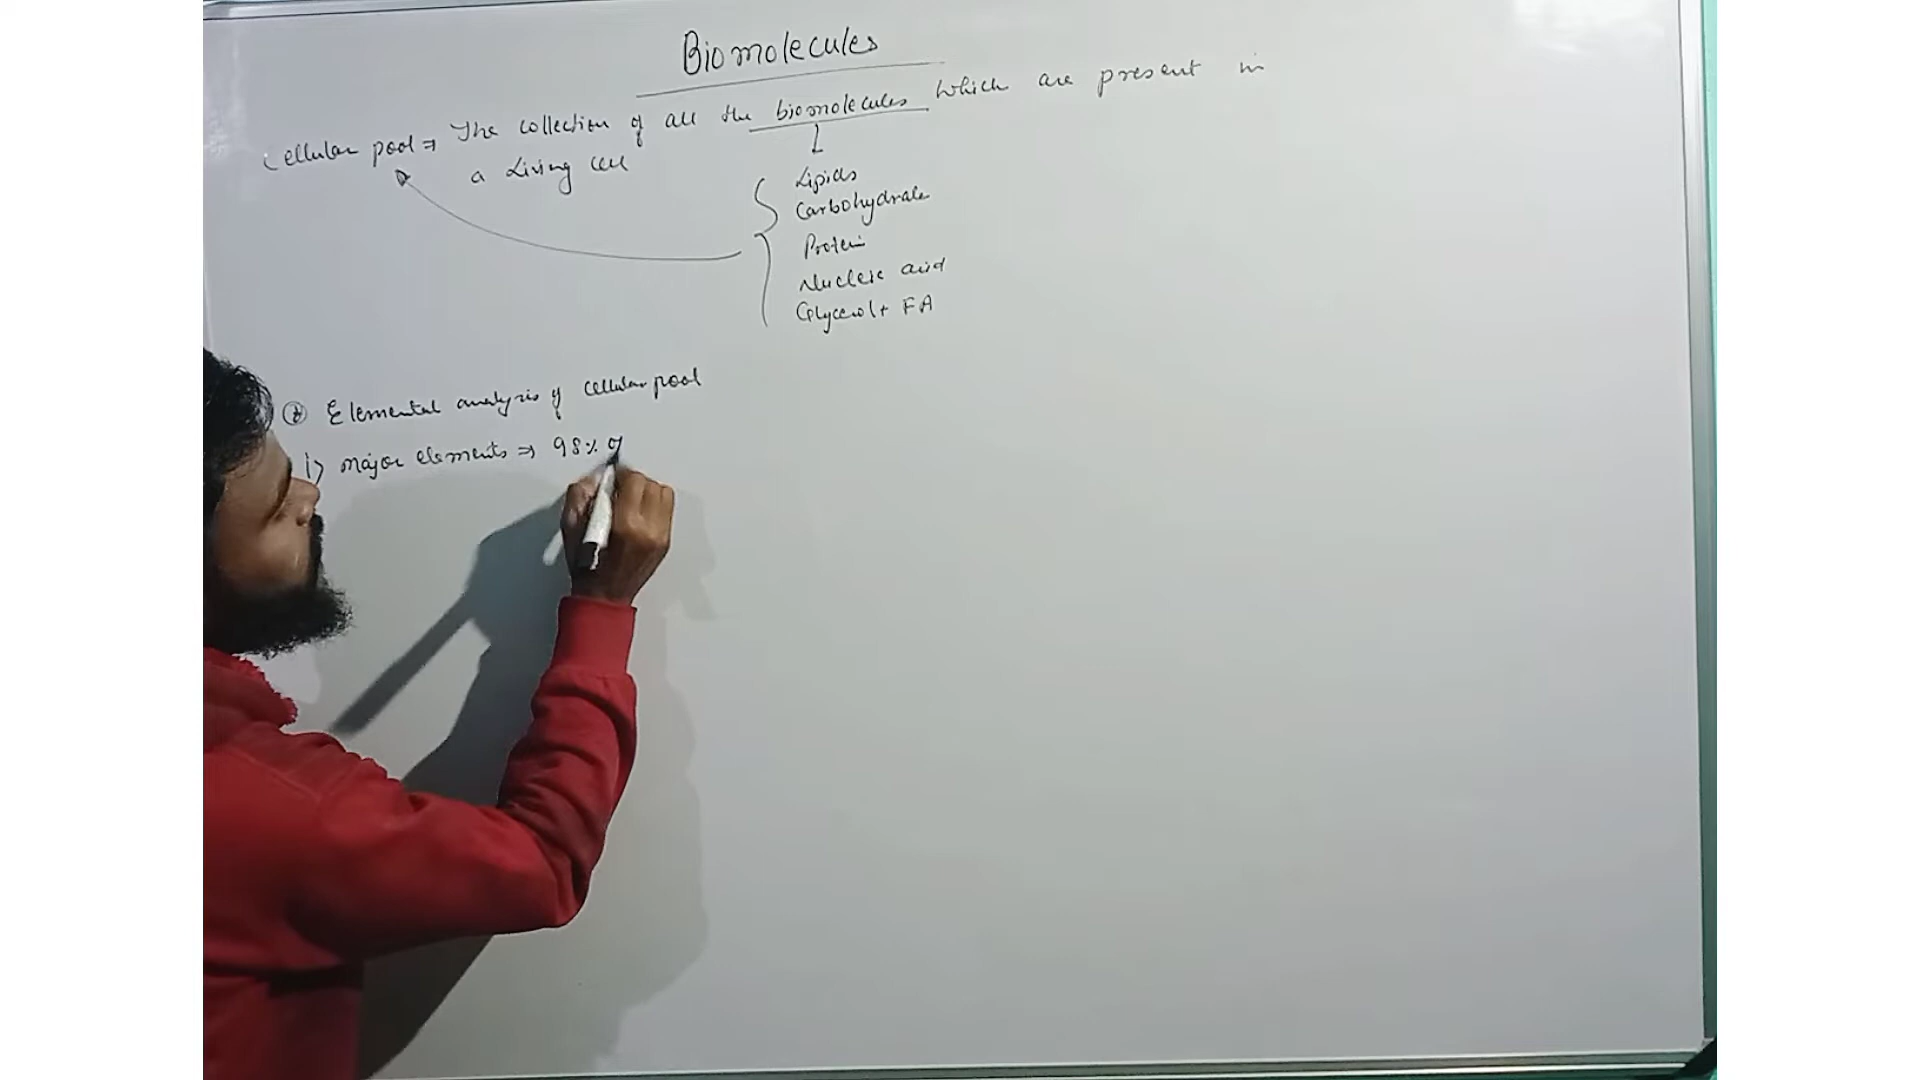 Biomolecules
Cellular pool ⇒ The collection of all the biomolecules which are present in
a Living cell
Lipids
Carbohydrate
Protein
Nucleic acid
Glycerol + FA
Elemental analysis of cellular pool
i) Major elements ⇒ 98% of